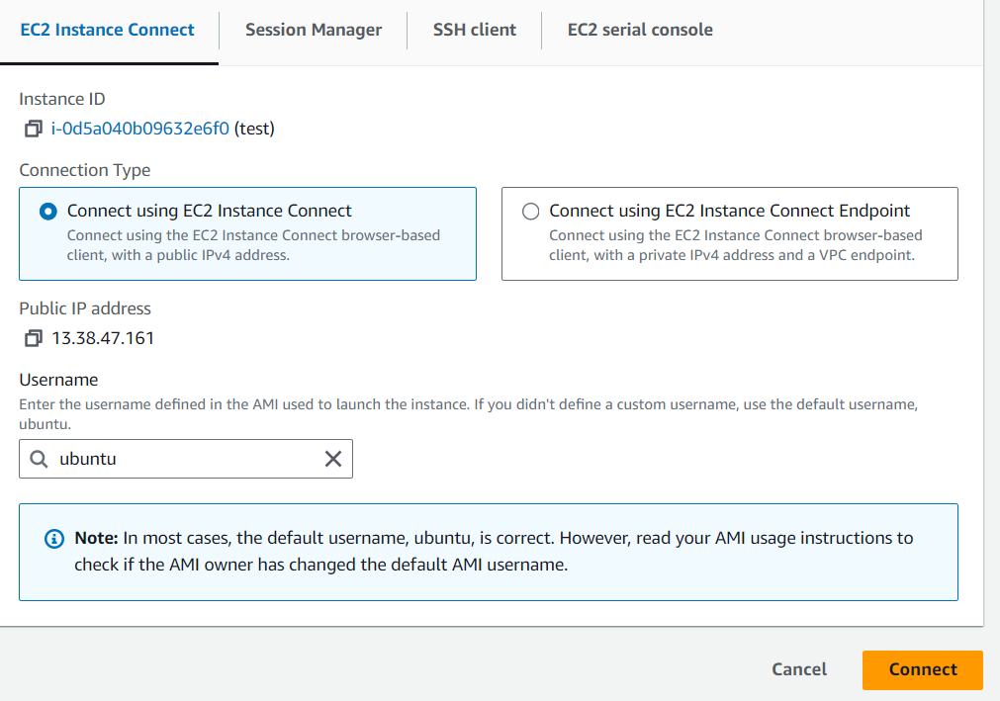 EC2 Instance Connect
Session Manager
SSH client
EC2 serial console
Instance ID
i-0d5a040b09632e6f0 (test)
Connection Type
Connect using EC2 Instance Connect
Connect using the EC2 Instance Connect browser-based
client, with a public IPv4 address.
Connect using EC2 Instance Connect Endpoint
Connect using the EC2 Instance Connect browser-based
client, with a private IPv4 address and a VPC endpoint.
Public IP address
13.38.47.161
Username
Enter the username defined in the AMI used to launch the instance. If you didn't define a custom username, use the default username,
ubuntu.
ubuntu
Note: In most cases, the default username, ubuntu, is correct. However, read your AMI usage instructions to
check if the AMI owner has changed the default AMI username.
Cancel
Connect